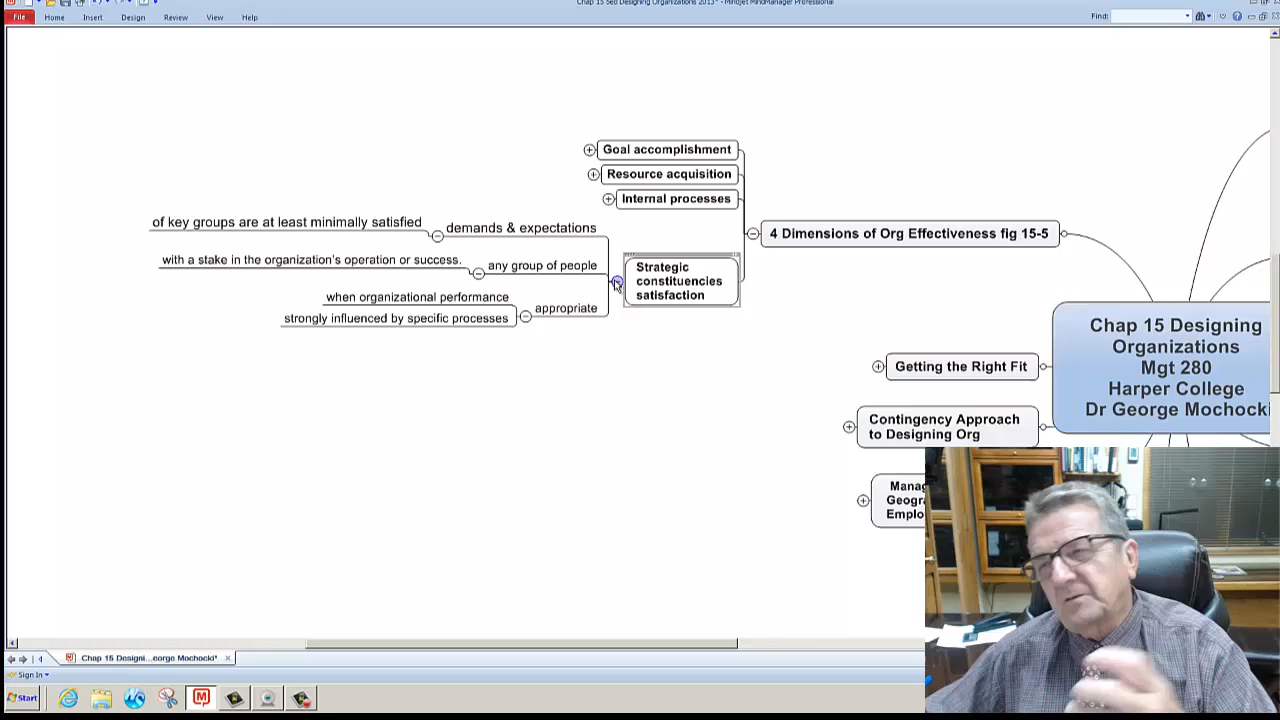 Chap 15 5ed Designing Organizations 2013* - Mindjet MindManager Professional
File Home Insert Design Review View Help
Find:
Goal accomplishment
Resource acquisition
Internal processes
of key groups are at least minimally satisfied
demands & expectations
4 Dimensions of Org Effectiveness fig 15-5
with a stake in the organization's operation or success.
any group of people
Strategic
constituencies
satisfaction
when organizational performance
strongly influenced by specific processes
appropriate
Chap 15 Designing
Organizations
Mgt 280
Harper College
Dr George Mochocki
Getting the Right Fit
Contingency Approach
to Designing Org
Chap 15 Designi...eorge Mochocki*
Sign In
Start